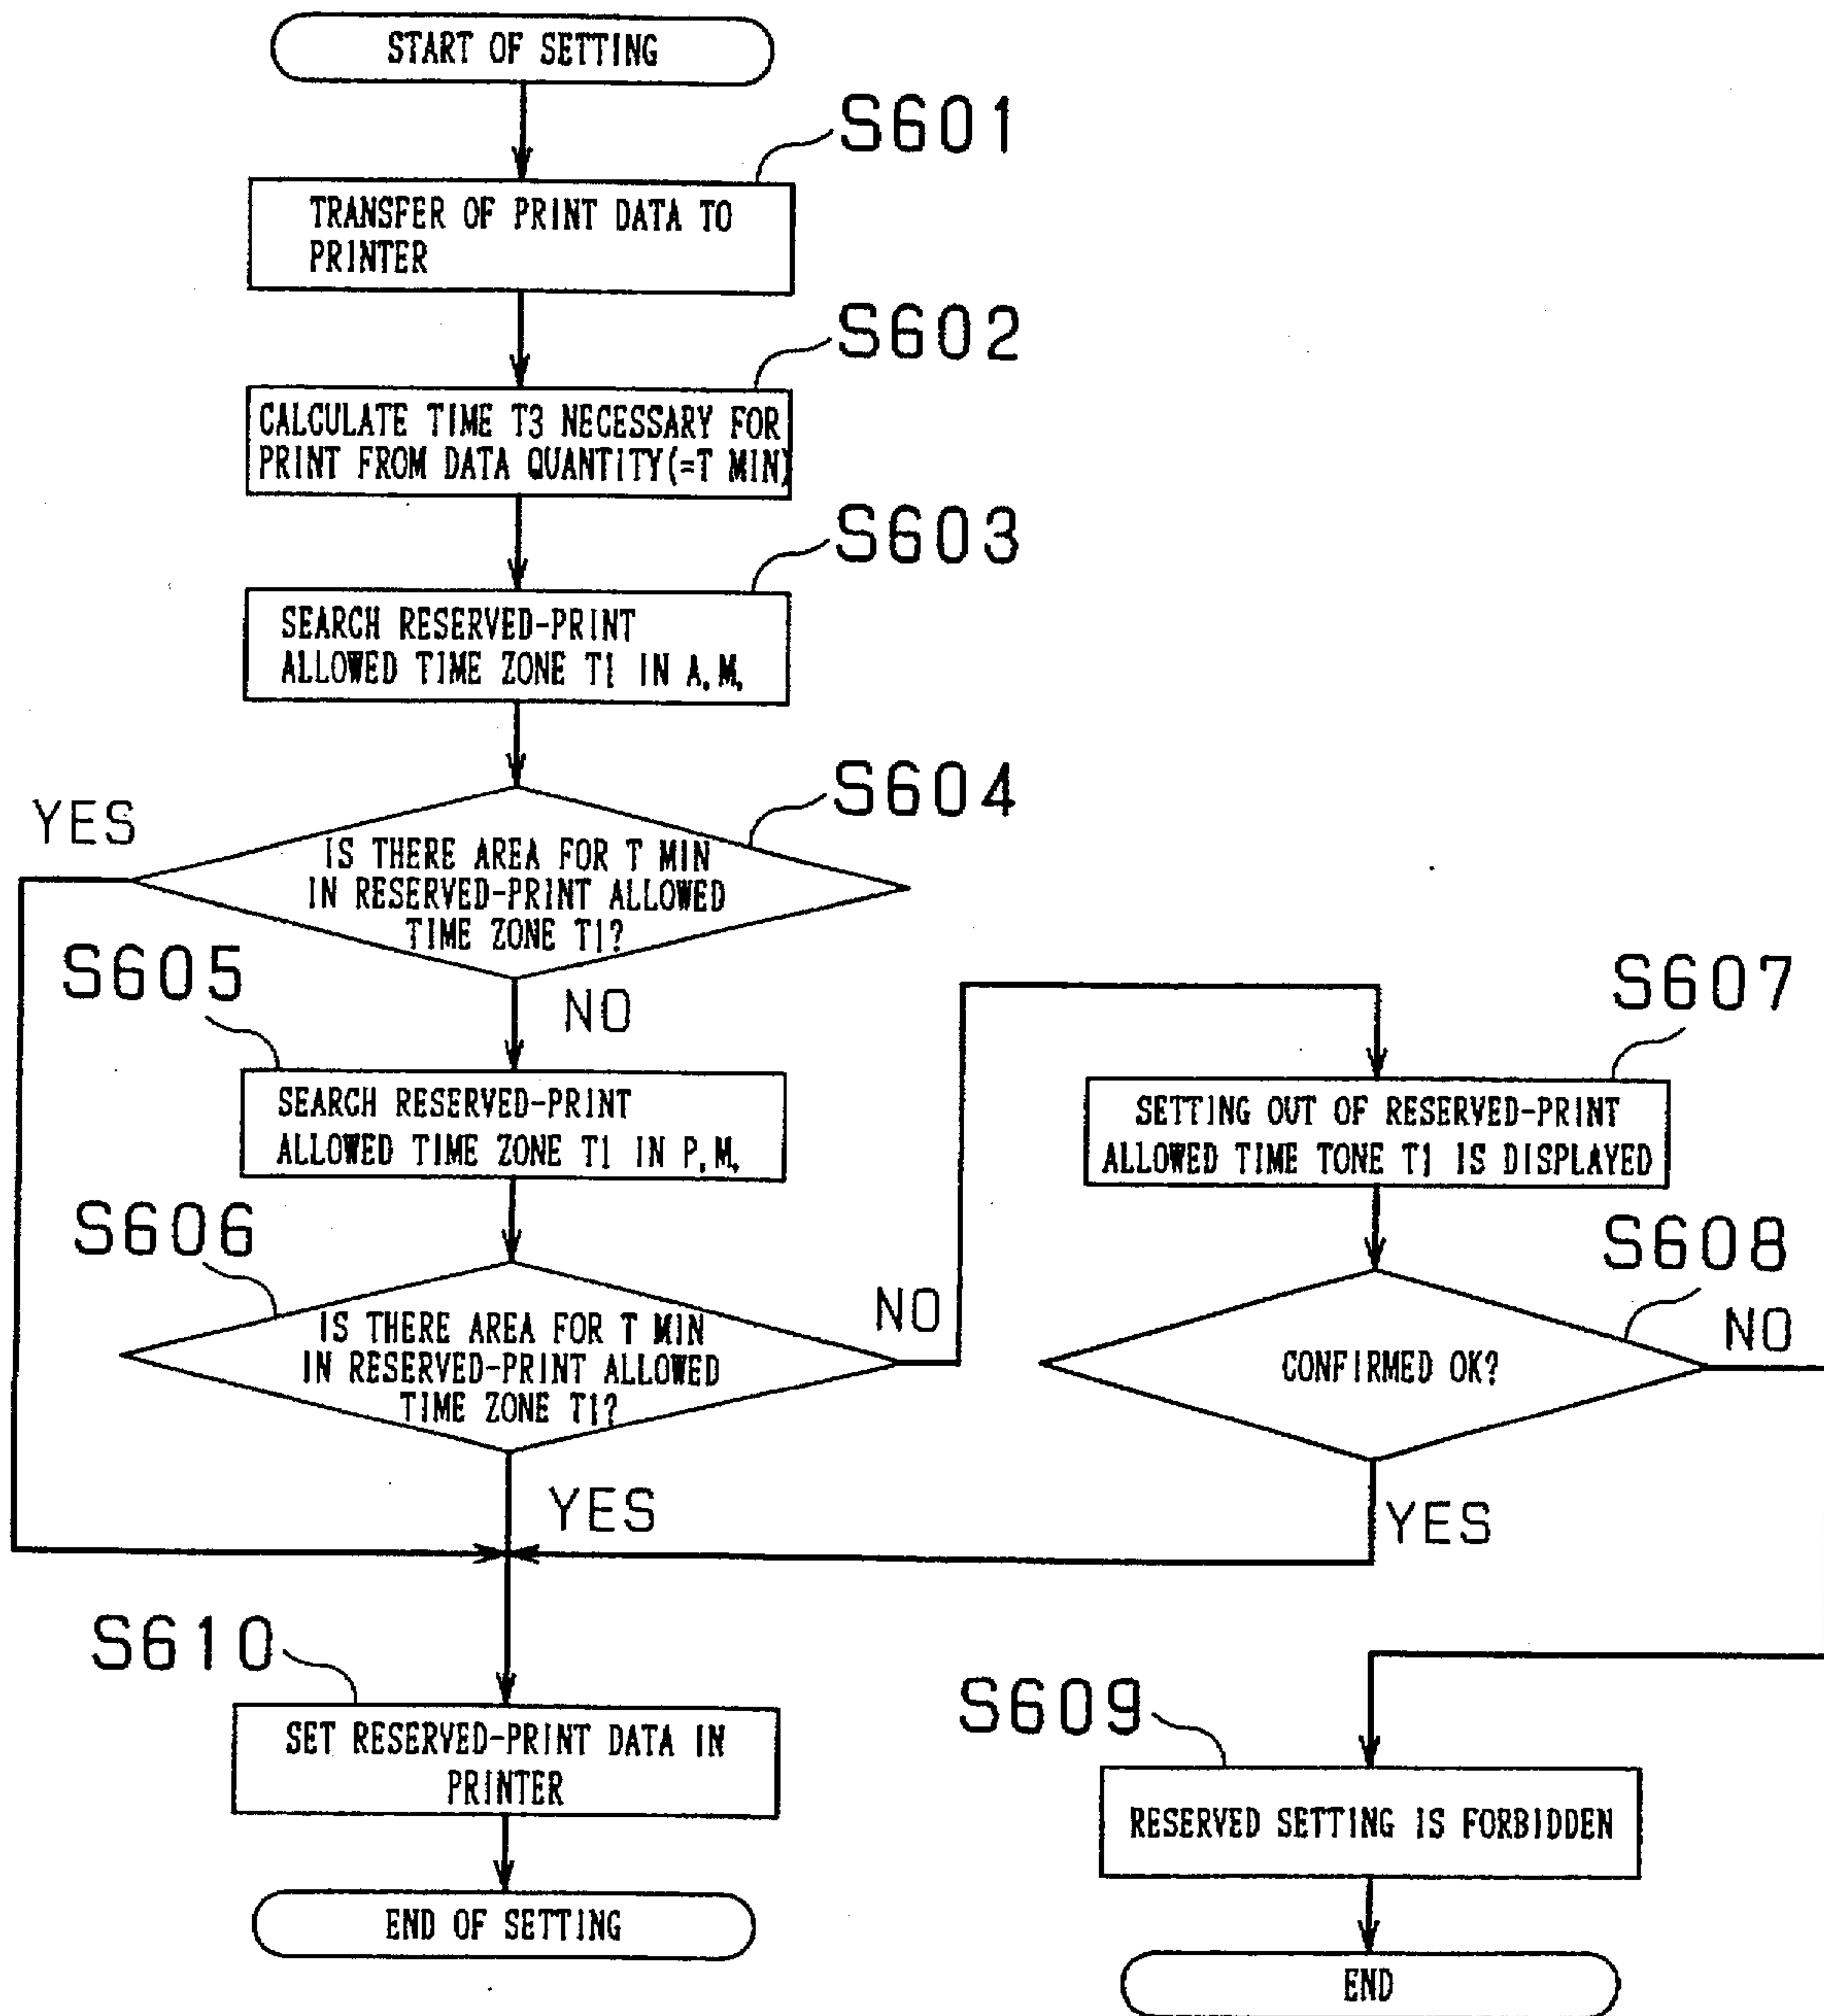 START OF SETTING
S601
TRANSFER OF PRINT DATA TO
PRINTER
S602
CALCULATE TIME T3 NECESSARY FOR
PRINT FROM DATA QUANTITY(=T MIN)
S603
SEARCH RESERVED-PRINT
ALLOWED TIME ZONE T1 IN A.M.
S604
YES
IS THERE AREA FOR T MIN
IN RESERVED-PRINT ALLOWED
TIME ZONE T1?
NO
S605
SEARCH RESERVED-PRINT
ALLOWED TIME ZONE T1 IN P.M.
S606
IS THERE AREA FOR T MIN
IN RESERVED-PRINT ALLOWED
TIME ZONE T1?
NO
YES
S607
SETTING OUT OF RESERVED-PRINT
ALLOWED TIME TONE T1 IS DISPLAYED
S608
CONFIRMED OK?
NO
YES
S610
SET RESERVED-PRINT DATA IN
PRINTER
END OF SETTING
S609
RESERVED SETTING IS FORBIDDEN
END